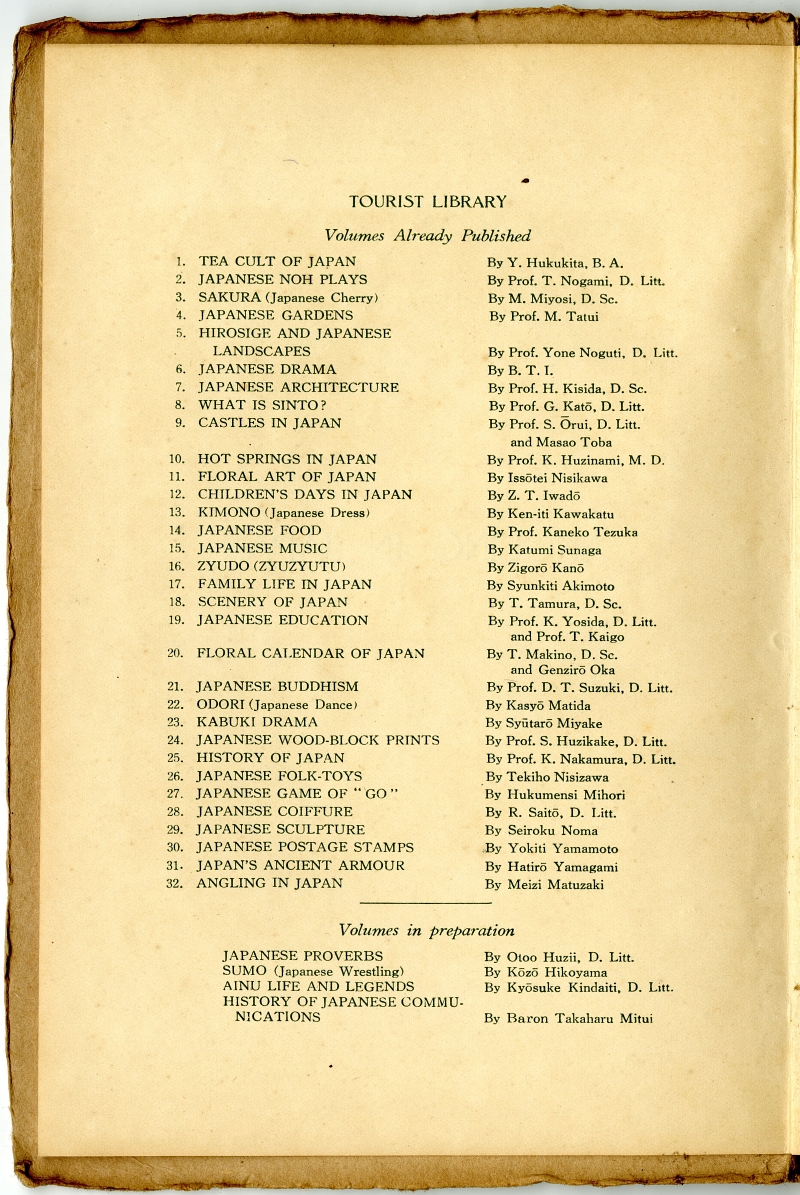 TOURIST LIBRARY
Volumes Already Published
1. TEA CULT OF JAPAN By Y. Hukukita, B. A.
2. JAPANESE NOH PLAYS By Prof. T. Nogami, D. Litt.
3. SAKURA (Japanese Cherry) By M. Miyosi, D. Sc.
4. JAPANESE GARDENS By Prof. M. Tatui
5. HIROSIGE AND JAPANESE
LANDSCAPES By Prof. Yone Noguti, D. Litt.
6. JAPANESE DRAMA By B. T. I.
7. JAPANESE ARCHITECTURE By Prof. H. Kisida, D. Sc.
8. WHAT IS SINTO? By Prof. G. Katō, D. Litt.
9. CASTLES IN JAPAN By Prof. S. Ōrui, D. Litt.
and Masao Toba
10. HOT SPRINGS IN JAPAN By Prof. K. Huzinami, M. D.
11. FLORAL ART OF JAPAN By Issōtei Nisikawa
12. CHILDREN'S DAYS IN JAPAN By Z. T. Iwadō
13. KIMONO (Japanese Dress) By Ken-iti Kawakatu
14. JAPANESE FOOD By Prof. Kaneko Tezuka
15. JAPANESE MUSIC By Katumi Sunaga
16. ZYUDO (ZYUZYUTU) By Zigorō Kanō
17. FAMILY LIFE IN JAPAN By Syunkiti Akimoto
18. SCENERY OF JAPAN By T. Tamura, D. Sc.
19. JAPANESE EDUCATION By Prof. K. Yosida, D. Litt.
and Prof. T. Kaigo
20. FLORAL CALENDAR OF JAPAN By T. Makino, D. Sc.
and Genzirō Oka
21. JAPANESE BUDDHISM By Prof. D. T. Suzuki, D. Litt.
22. ODORI (Japanese Dance) By Kasyō Matida
23. KABUKI DRAMA By Syūtarō Miyake
24. JAPANESE WOOD-BLOCK PRINTS By Prof. S. Huzikake, D. Litt.
25. HISTORY OF JAPAN By Prof. K. Nakamura, D. Litt.
26. JAPANESE FOLK-TOYS By Tekiho Nisizawa
27. JAPANESE GAME OF "GO" By Hukumensi Mihori
28. JAPANESE COIFFURE By R. Saitō, D. Litt.
29. JAPANESE SCULPTURE By Seiroku Noma
30. JAPANESE POSTAGE STAMPS By Yokiti Yamamoto
31. JAPAN'S ANCIENT ARMOUR By Hatirō Yamagami
32. ANGLING IN JAPAN By Meizi Matuzaki
Volumes in preparation
JAPANESE PROVERBS By Otoo Huzii, D. Litt.
SUMO (Japanese Wrestling) By Kōzō Hikoyama
AINU LIFE AND LEGENDS By Kyōsuke Kindaiti, D. Litt.
HISTORY OF JAPANESE COMMU-
NICATIONS By Baron Takaharu Mitui